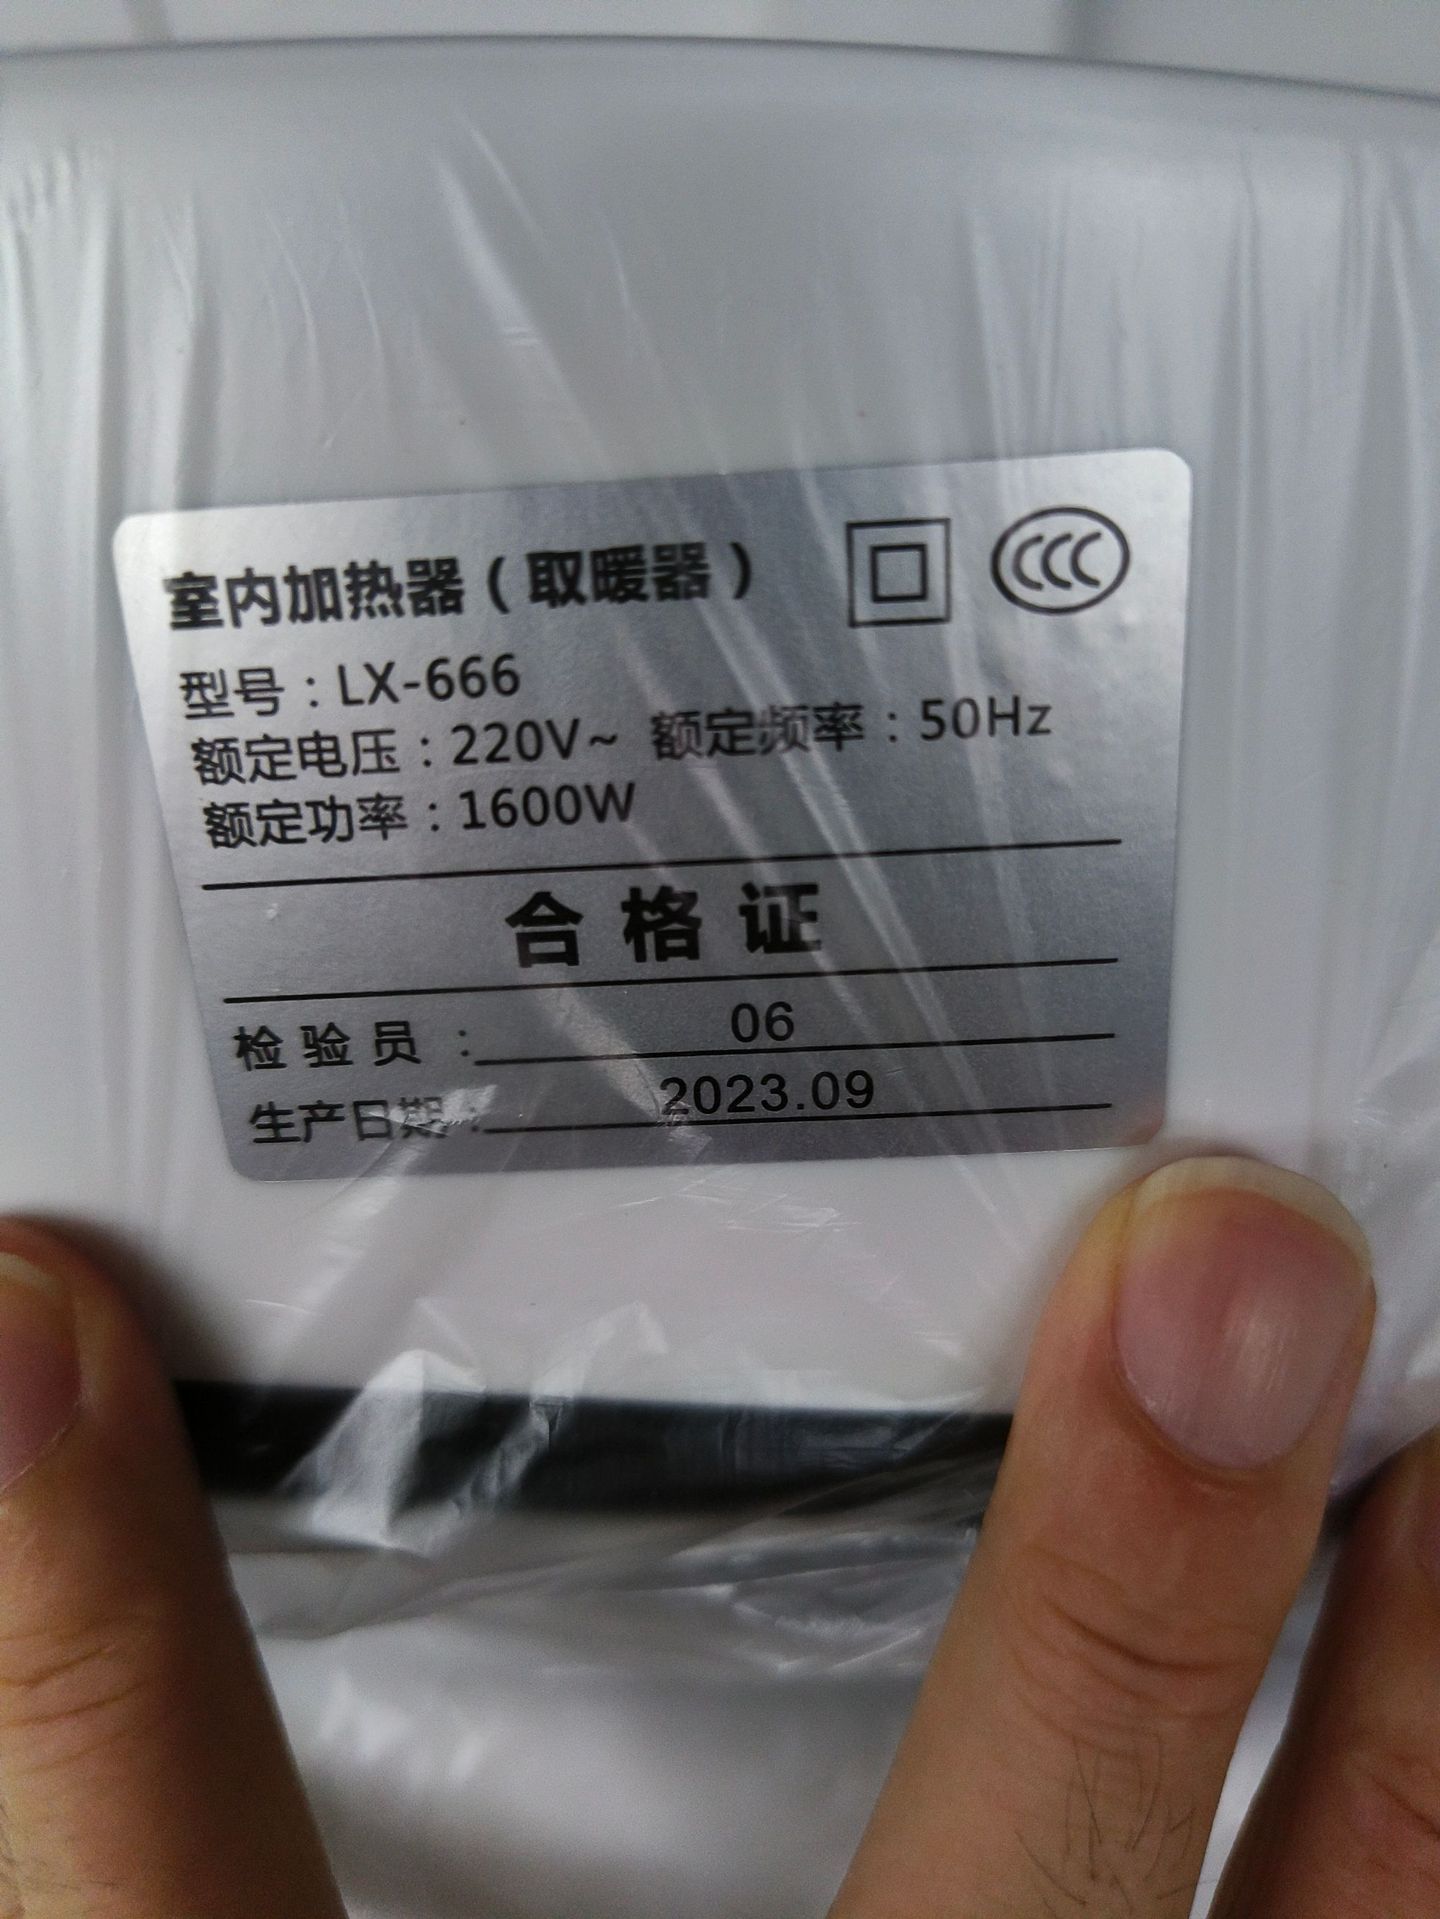 室内加热器（取暖器）
CCC
型号：LX-666
额定电压：220V~ 额定频率：50Hz
额定功率：1600W
合格证
检验员：06
生产日期：2023.09